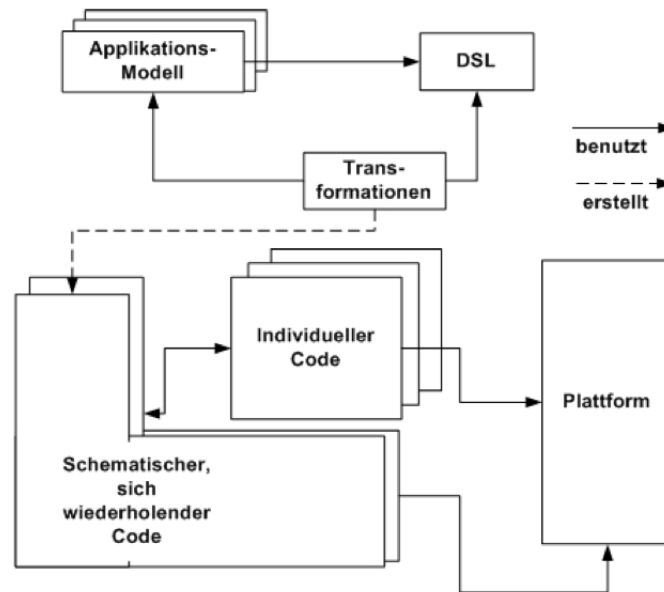 Applikations-
Modell
DSL
Trans-
formationen
benutzt
erstellt
Individueller
Code
Plattform
Schematischer,
sich
wiederholender
Code